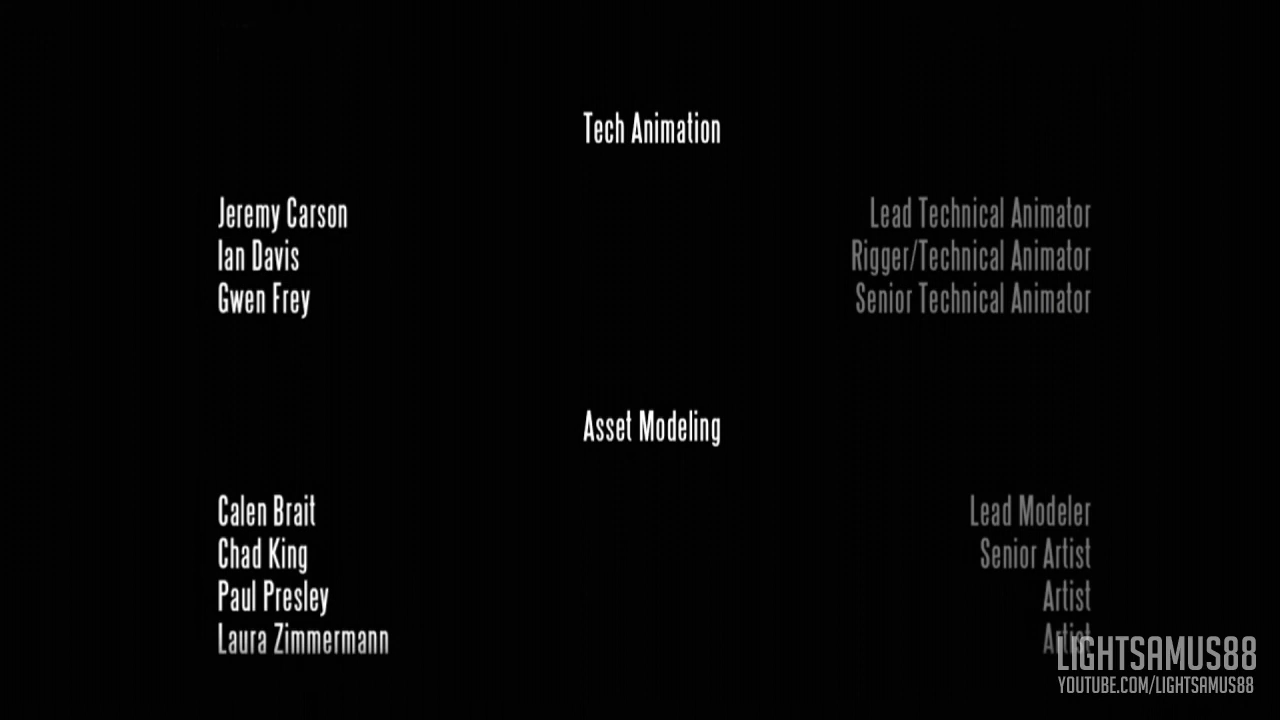 Tech Animation
Jeremy Carson Lead Technical Animator
Ian Davis Rigger/Technical Animator
Gwen Frey Senior Technical Animator
Asset Modeling
Calen Brait Lead Modeler
Chad King Senior Artist
Paul Presley Artist
Laura Zimmermann Artist
LIGHTSAMUS88
YOUTUBE.COM/LIGHTSAMUS88